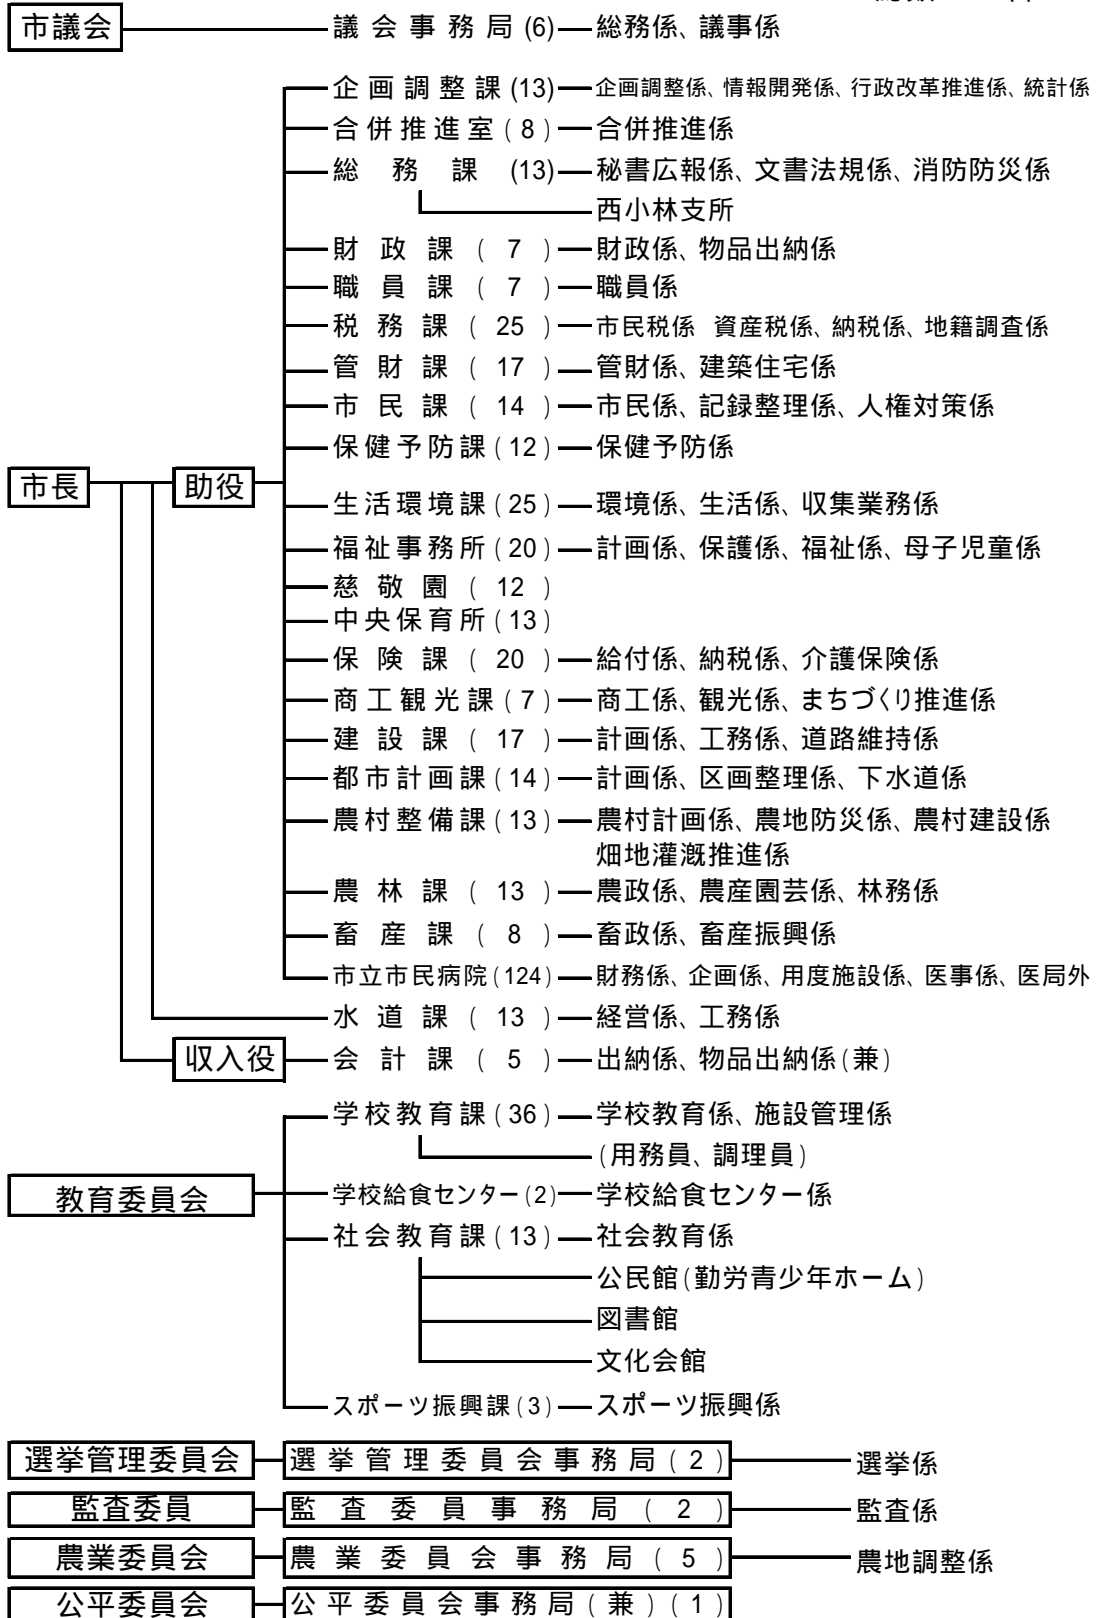 市議会 議会事務局(6) 総務係、議事係
企画調整課(13) 企画調整係、情報開発係、行政改革推進係、統計係
合併推進室(8) 合併推進係
総務課(13) 秘書広報係、文書法規係、消防防災係
西小林支所
財政課(7) 財政係、物品出納係
職員課(7) 職員係
税務課(25) 市民税係 資産税係、納税係、地籍調査係
管財課(17) 管財係、建築住宅係
市民課(14) 市民係、記録整理係、人権対策係
保健予防課(12) 保健予防係
市長 助役
生活環境課(25) 環境係、生活係、収集業務係
福祉事務所(20) 計画係、保護係、福祉係、母子児童係
慈敬園(12)
中央保育所(13)
保険課(20) 給付係、納税係、介護保険係
商工観光課(7) 商工係、観光係、まちづくり推進係
建設課(17) 計画係、工務係、道路維持係
都市計画課(14) 計画係、区画整理係、下水道係
農村整備課(13) 農村計画係、農地防災係、農村建設係
畑地灌漑推進係
農林課(13) 農政係、農産園芸係、林務係
畜産課(8) 畜政係、畜産振興係
市立市民病院(124) 財務係、企画係、用度施設係、医事係、医局外
水道課(13) 経営係、工務係
収入役 会計課(5) 出納係、物品出納係(兼)
学校教育課(36) 学校教育係、施設管理係
(用務員、調理員)
教育委員会 学校給食センター(2) 学校給食センター係
社会教育課(13) 社会教育係
公民館(勤労青少年ホーム)
図書館
文化会館
スポーツ振興課(3) スポーツ振興係
選挙管理委員会 選挙管理委員会事務局(2) 選挙係
監査委員 監査委員事務局(2) 監査係
農業委員会 農業委員会事務局(5) 農地調整係
公平委員会 公平委員会事務局(兼)(1)